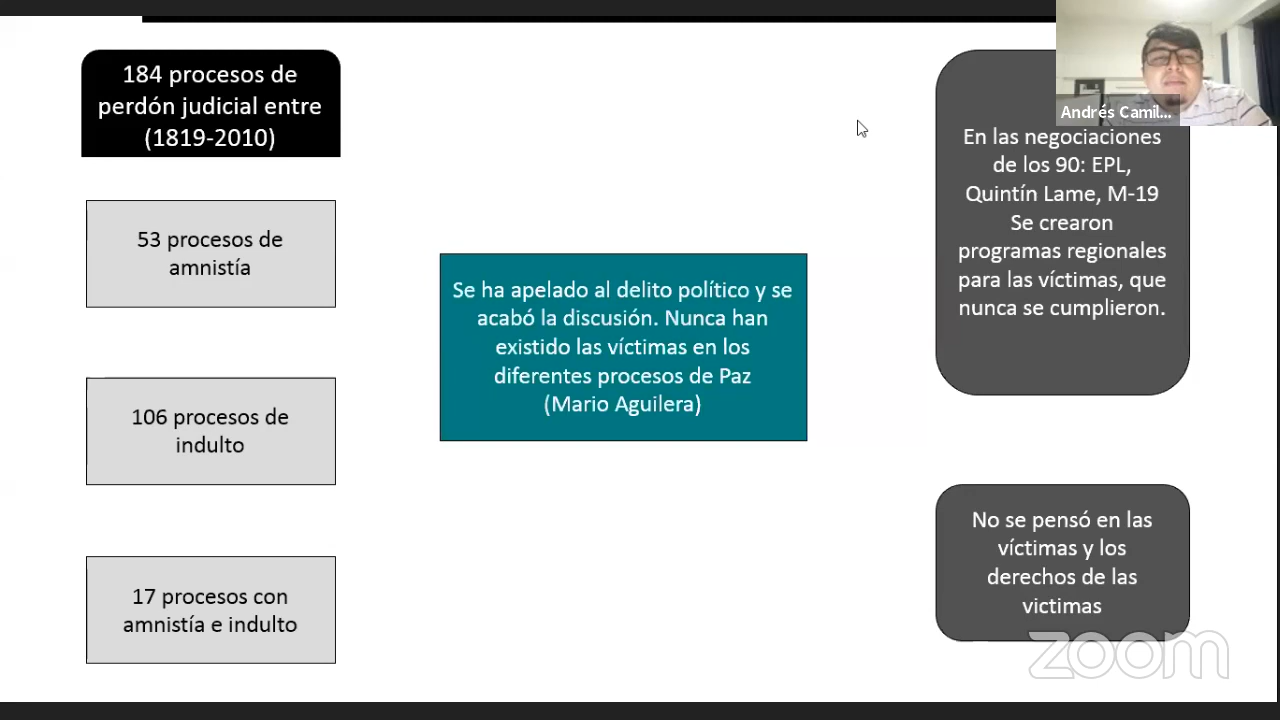 184 procesos de
perdón judicial entre
(1819-2010)
53 procesos de
amnistía
106 procesos de
indulto
17 procesos con
amnistía e indulto
Se ha apelado al delito político y se
acabó la discusión. Nunca han
existido las víctimas en los
diferentes procesos de Paz
(Mario Aguilera)
Andrés Camil...
En las negociaciones
de los 90: EPL,
Quintín Lame, M-19
Se crearon
programas regionales
para las víctimas, que
nunca se cumplieron.
No se pensó en las
víctimas y los
derechos de las
victimas
zoom